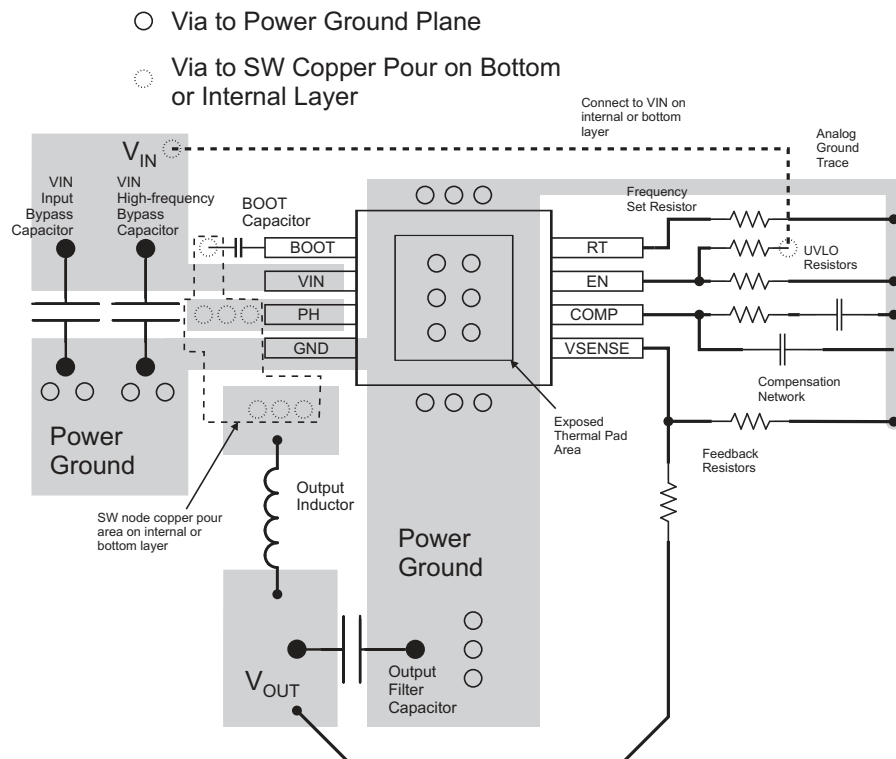 Via to Power Ground Plane
Via to SW Copper Pour on Bottom
or Internal Layer
Connect to VIN on
internal or bottom
layer
Analog
Ground
Trace
VIN
VIN
Input
Bypass
Capacitor
VIN
High-frequency
Bypass
Capacitor
BOOT
Capacitor
Frequency
Set Resistor
BOOT
VIN
PH
GND
RT
EN
COMP
VSENSE
UVLO
Resistors
Compensation
Network
Exposed
Thermal Pad
Area
Feedback
Resistors
Power
Ground
Output
Inductor
SW node copper pour
area on internal or
bottom layer
Power
Ground
VOUT
Output
Filter
Capacitor